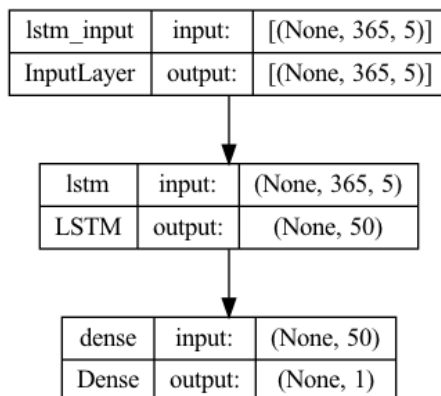 lstm_input input: [(None, 365, 5)]
InputLayer output: [(None, 365, 5)]
lstm input: (None, 365, 5)
LSTM output: (None, 50)
dense input: (None, 50)
Dense output: (None, 1)